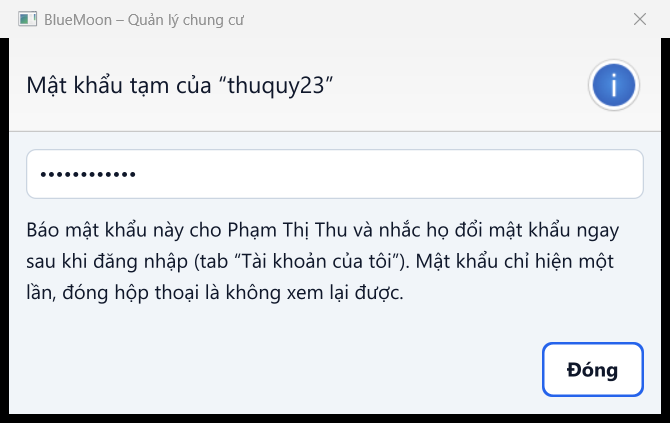 BlueMoon – Quản lý chung cư
Mật khẩu tạm của “thuquy23”
i
••••••••••••
Báo mật khẩu này cho Phạm Thị Thu và nhắc họ đổi mật khẩu ngay
sau khi đăng nhập (tab “Tài khoản của tôi”). Mật khẩu chỉ hiện một
lần, đóng hộp thoại là không xem lại được.
Đóng